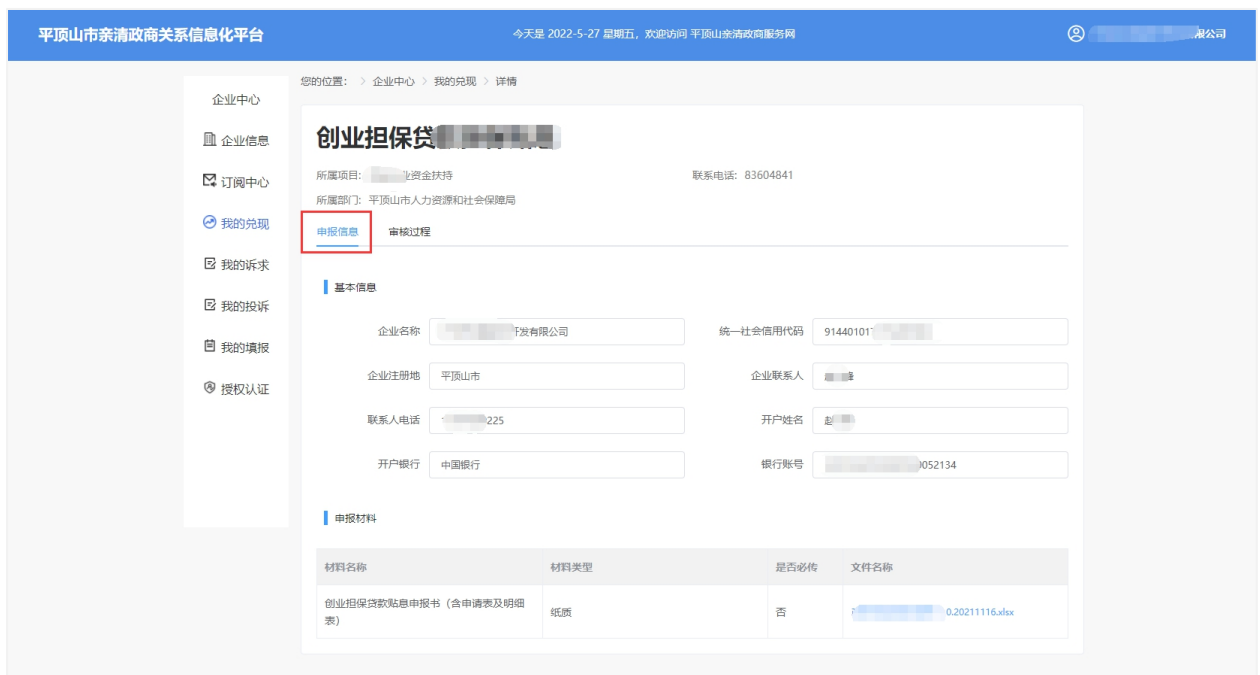 平顶山市亲清政商关系信息化平台
今天是 2022-5-27 星期五，欢迎访问 平顶山亲清政商服务网
限公司
企业中心
企业信息
订阅中心
我的兑现
我的诉求
我的投诉
我的填报
授权认证
您的位置： > 企业中心 > 我的兑现 > 详情
创业担保贷
所属项目： 业资金扶持
联系电话：83604841
所属部门：平顶山市人力资源和社会保障局
申报信息 审核过程
基本信息
企业名称 开发有限公司 统一社会信用代码 91440101
企业注册地 平顶山市 企业联系人
联系人电话 225 开户姓名 赵
开户银行 中国银行 银行账号 0052134
申报材料
材料名称 材料类型 是否必传 文件名称
创业担保贷款贴息申报书（含申请表及明细
表） 纸质 否 0.20211116.xlsx